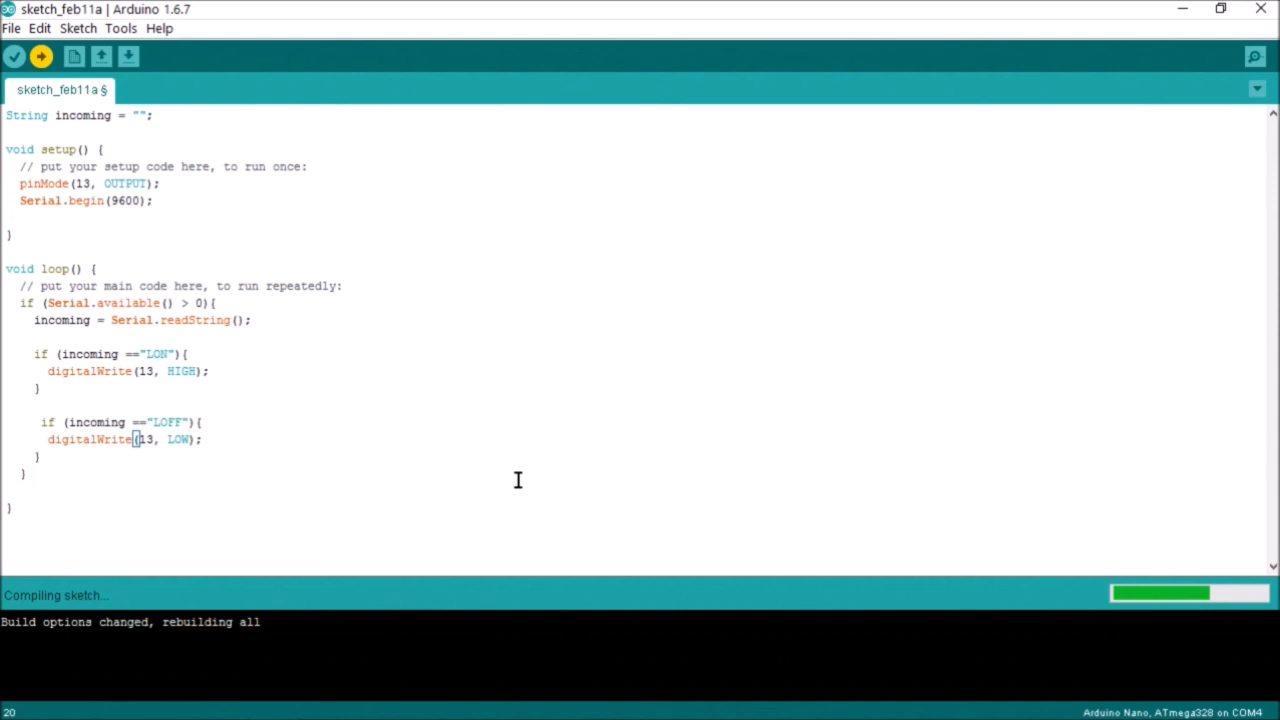 sketch_feb11a | Arduino 1.6.7
File Edit Sketch Tools Help
sketch_feb11a §
String incoming = "";
void setup() {
// put your setup code here, to run once:
pinMode(13, OUTPUT);
Serial.begin(9600);
}
void loop() {
// put your main code here, to run repeatedly:
if (Serial.available() > 0){
incoming = Serial.readString();
if (incoming =="LON"){
digitalWrite(13, HIGH);
}
if (incoming =="LOFF"){
digitalWrite(13, LOW);
}
}
}
Compiling sketch...
Build options changed, rebuilding all
20
Arduino Nano, ATmega328 on COM4